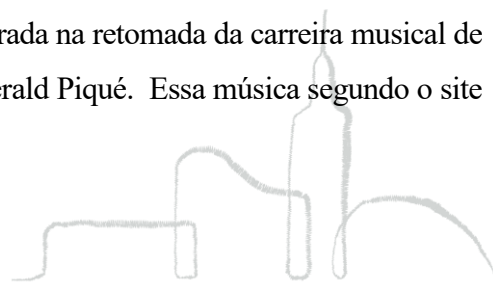 rada na retomada da carreira musical de
erald Piqué. Essa música segundo o site